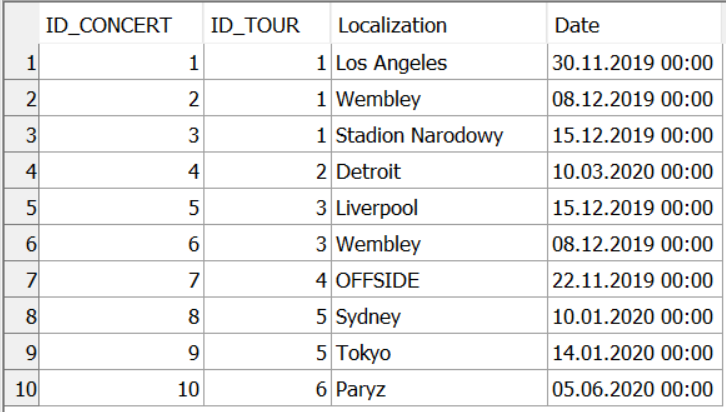 ID_CONCERT ID_TOUR Localization Date
1 1 1 Los Angeles 30.11.2019 00:00
2 2 1 Wembley 08.12.2019 00:00
3 3 1 Stadion Narodowy 15.12.2019 00:00
4 4 2 Detroit 10.03.2020 00:00
5 5 3 Liverpool 15.12.2019 00:00
6 6 3 Wembley 08.12.2019 00:00
7 7 4 OFFSIDE 22.11.2019 00:00
8 8 5 Sydney 10.01.2020 00:00
9 9 5 Tokyo 14.01.2020 00:00
10 10 6 Paryz 05.06.2020 00:00